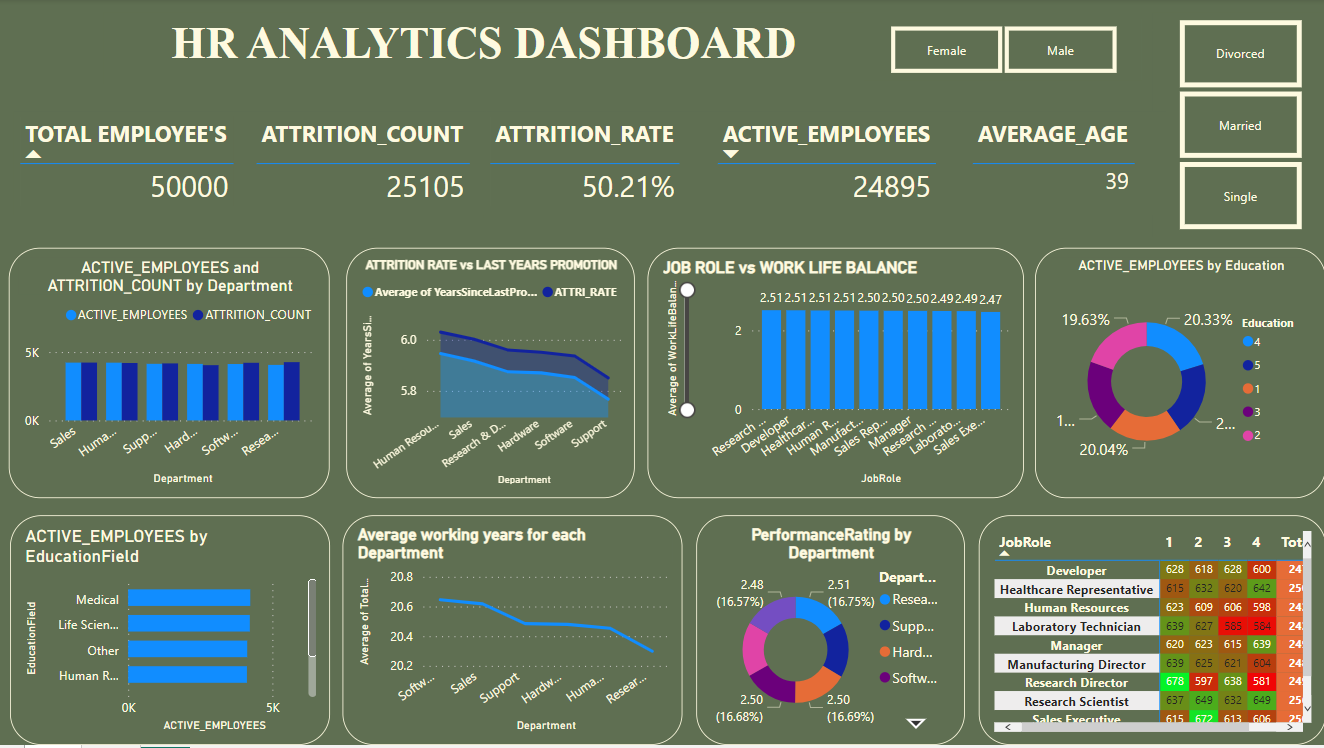 HR ANALYTICS DASHBOARD
Female
Male
Divorced
Married
Single
TOTAL EMPLOYEE'S
50000
ATTRITION_COUNT
25105
ATTRITION_RATE
50.21%
ACTIVE_EMPLOYEES
24895
AVERAGE_AGE
39
ACTIVE_EMPLOYEES and
ATTRITION_COUNT by Department
ACTIVE_EMPLOYEES ATTRITION_COUNT
5K
0K
Sales
Huma...
Supp...
Hard...
Softw...
Resea...
Department
ATTRITION RATE vs LAST YEARS PROMOTION
Average of YearsSinceLastPro... ATTRI_RATE
Average of YearsSi...
6.0
5.8
Human Resou...
Sales
Research & D...
Hardware
Software
Support
Department
JOB ROLE vs WORK LIFE BALANCE
Average of WorkLifeBalan...
2
0
2.51 2.51 2.51 2.51 2.50 2.50 2.50 2.49 2.49 2.47
Research ...
Developer
Healthcar...
Human R...
Manufact...
Sales Rep...
Manager
Research ...
Laborato...
Sales Exe...
JobRole
ACTIVE_EMPLOYEES by Education
19.63%
20.33%
1...
2...
20.04%
Education
4
5
1
3
2
ACTIVE_EMPLOYEES by
EducationField
EducationField
Medical
Life Scien...
Other
Human R...
0K
5K
ACTIVE_EMPLOYEES
Average working years for each
Department
Average of Total...
20.8
20.6
20.4
20.2
Softw...
Sales
Support
Hardw...
Huma...
Resear...
Department
PerformanceRating by
Department
2.48
(16.57%)
2.51
(16.75%)
2.50
(16.68%)
2.50
(16.69%)
Depart...
Resea...
Supp...
Hard...
Softw...
JobRole 1 2 3 4 Tot
Developer 628 618 628 600 24
Healthcare Representative 615 632 620 642 25
Human Resources 623 609 606 598 24
Laboratory Technician 639 627 585 584 24
Manager 620 623 615 639 24
Manufacturing Director 639 625 621 604 24
Research Director 678 597 638 581 24
Research Scientist 637 649 632 649 25
Sales Executive 615 672 613 606 25